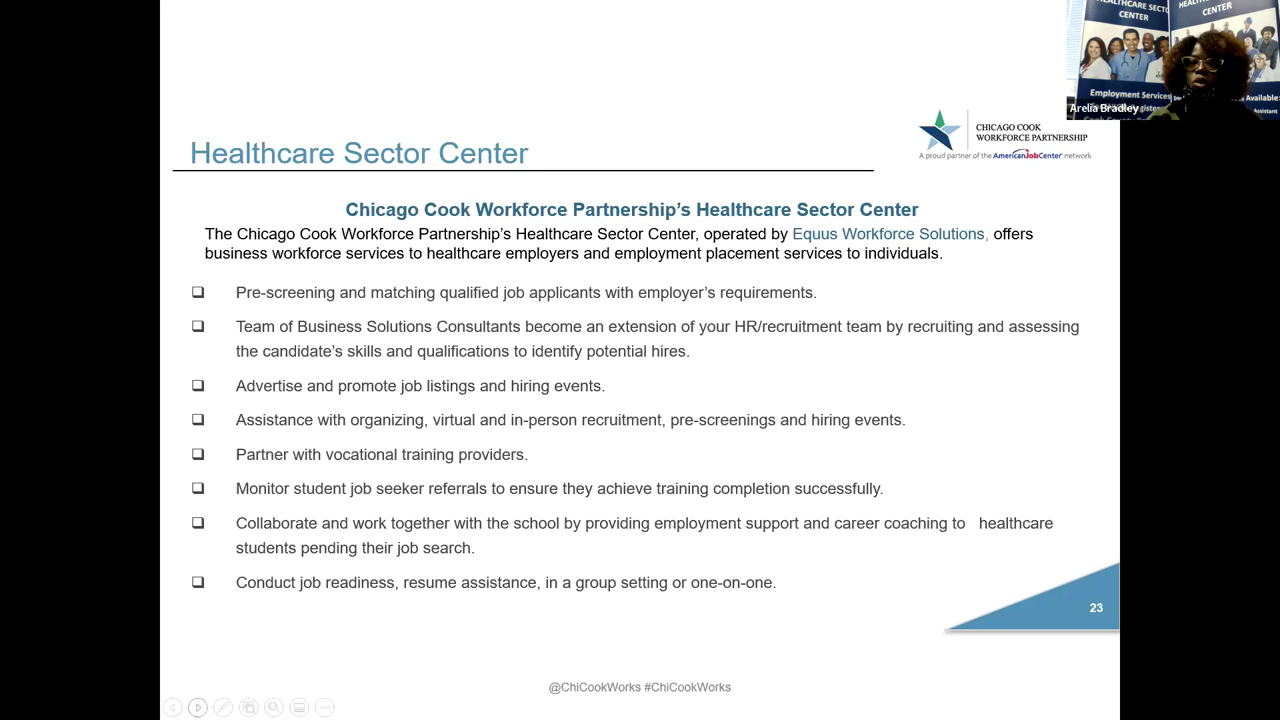 HEALTHCARE SECTO
CENTER
CENTER
Employment Services
Available:
Assistant
Arelia Bradley
CHICAGO COOK
WORKFORCE PARTNERSHIP
A proud partner of the AmericanJobCenter network
Healthcare Sector Center
Chicago Cook Workforce Partnership's Healthcare Sector Center
The Chicago Cook Workforce Partnership's Healthcare Sector Center, operated by Equus Workforce Solutions, offers
business workforce services to healthcare employers and employment placement services to individuals.
❑ Pre-screening and matching qualified job applicants with employer's requirements.
❑ Team of Business Solutions Consultants become an extension of your HR/recruitment team by recruiting and assessing
the candidate's skills and qualifications to identify potential hires.
❑ Advertise and promote job listings and hiring events.
❑ Assistance with organizing, virtual and in-person recruitment, pre-screenings and hiring events.
❑ Partner with vocational training providers.
❑ Monitor student job seeker referrals to ensure they achieve training completion successfully.
❑ Collaborate and work together with the school by providing employment support and career coaching to healthcare
students pending their job search.
❑ Conduct job readiness, resume assistance, in a group setting or one-on-one.
23
@ChiCookWorks #ChiCookWorks